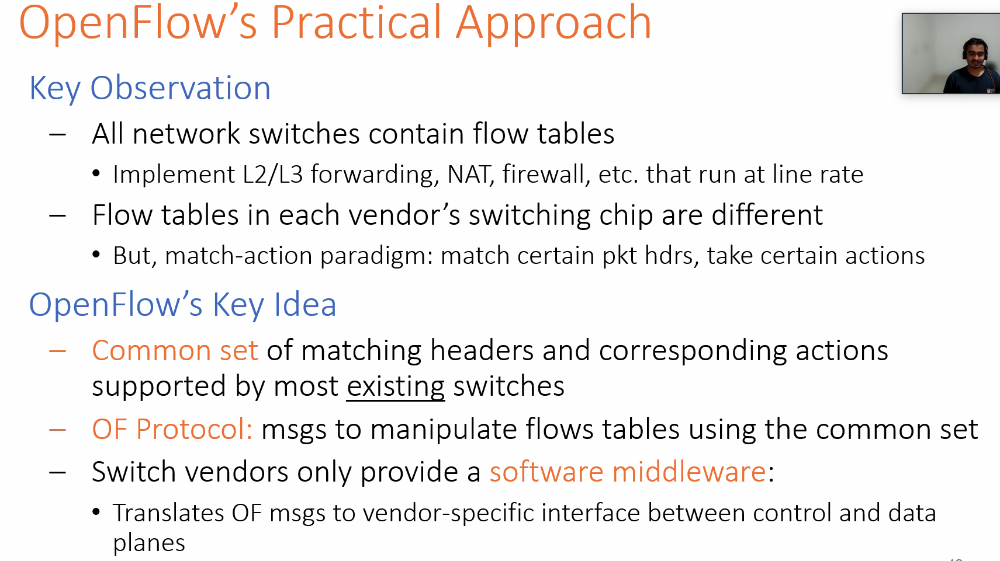 OpenFlow’s Practical Approach
Key Observation
– All network switches contain flow tables
• Implement L2/L3 forwarding, NAT, firewall, etc. that run at line rate
– Flow tables in each vendor’s switching chip are different
• But, match-action paradigm: match certain pkt hdrs, take certain actions
OpenFlow’s Key Idea
– Common set of matching headers and corresponding actions
supported by most existing switches
– OF Protocol: msgs to manipulate flows tables using the common set
– Switch vendors only provide a software middleware:
• Translates OF msgs to vendor-specific interface between control and data
planes